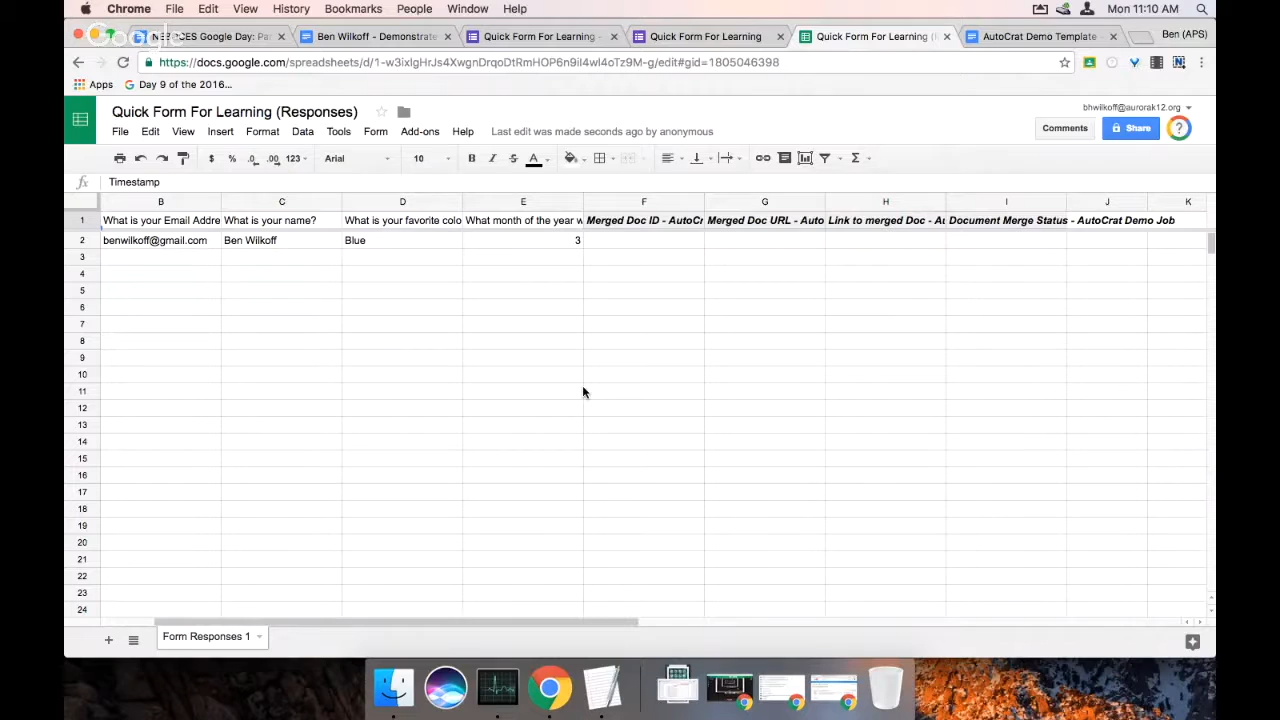 Chrome File Edit View History Bookmarks People Window Help Mon 11:10 AM
Google
Ben Wilkoff - Demonstrate × Quick Form For Learning - × Quick Form For Learning × Quick Form For Learning ( × AutoCrat Demo Template - × Ben (APS)
https://docs.google.com/spreadsheets/d/1-w3ixIgHrJs4XwgnDrqoDtRmHOP6n9il4wI4oTz9M-g/edit#gid=1805046398
Apps Day 9 of the 2016...
Quick Form For Learning (Responses) bhwilkoff@aurorak12.org
File Edit View Insert Format Data Tools Form Add-ons Help Last edit was made seconds ago by anonymous Comments Share
$ % .0 .00 123 Arial 10 B I S A Σ
fx Timestamp
B C D E F G H I J K
1 What is your Email Addre What is your name? What is your favorite colo What month of the year w Merged Doc ID - AutoCr Merged Doc URL - Auto Link to merged Doc - Au Document Merge Status - AutoCrat Demo Job
2 benwilkoff@gmail.com Ben Wilkoff Blue 3
3
4
5
6
7
8
9
10
11
12
13
14
15
16
17
18
19
20
21
22
23
24
+ Form Responses 1